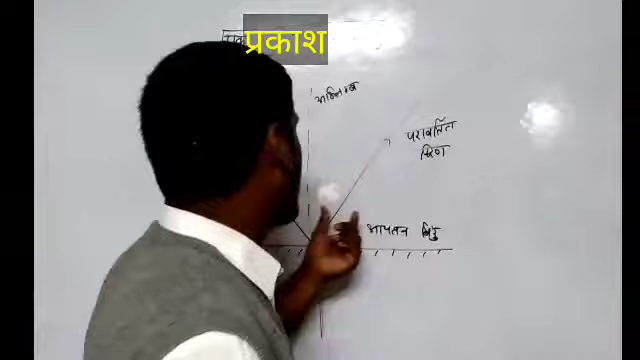 प्रकाश
अभिलम्ब
परावर्तित
किरण
आपतन बिंदु